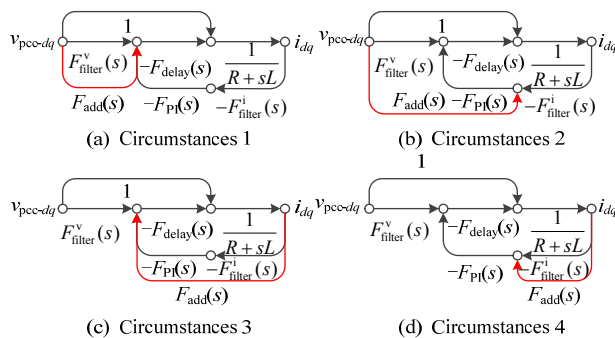 1
1
v_pcc-dq
i_dq
F^v_filter(s)
−F_delay(s)
1/(R + sL)
F_add(s)
−F_PI(s)
−F^i_filter(s)
(a) Circumstances 1
1
1
v_pcc-dq
i_dq
F^v_filter(s)
−F_delay(s)
1/(R + sL)
F_add(s)
−F_PI(s)
−F^i_filter(s)
(b) Circumstances 2
1
v_pcc-dq
i_dq
F^v_filter(s)
−F_delay(s)
1/(R + sL)
−F_PI(s)
−F^i_filter(s)
F_add(s)
(c) Circumstances 3
1
v_pcc-dq
i_dq
F^v_filter(s)
−F_delay(s)
1/(R + sL)
−F_PI(s)
−F^i_filter(s)
F_add(s)
(d) Circumstances 4